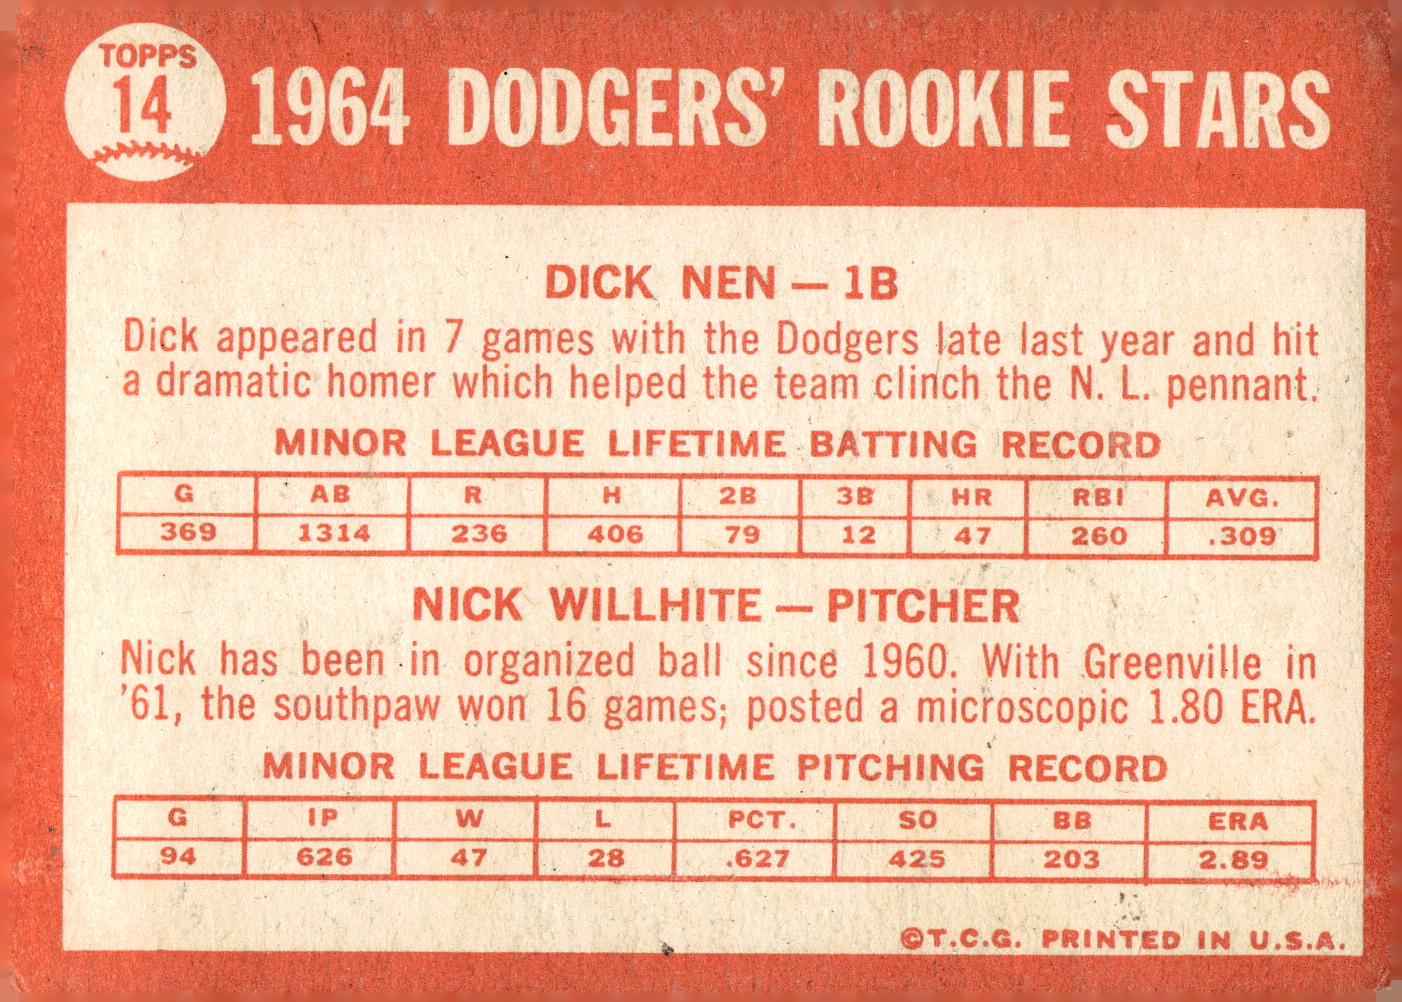 TOPPS
14
1964 DODGERS' ROOKIE STARS
DICK NEN — 1B
Dick appeared in 7 games with the Dodgers late last year and hit
a dramatic homer which helped the team clinch the N. L. pennant.
MINOR LEAGUE LIFETIME BATTING RECORD
G AB R H 2B 3B HR RBI AVG.
369 1314 236 406 79 12 47 260 .309
NICK WILLHITE — PITCHER
Nick has been in organized ball since 1960. With Greenville in
'61, the southpaw won 16 games; posted a microscopic 1.80 ERA.
MINOR LEAGUE LIFETIME PITCHING RECORD
G IP W L PCT. SO BB ERA
94 626 47 28 .627 425 203 2.89
©T.C.G. PRINTED IN U.S.A.